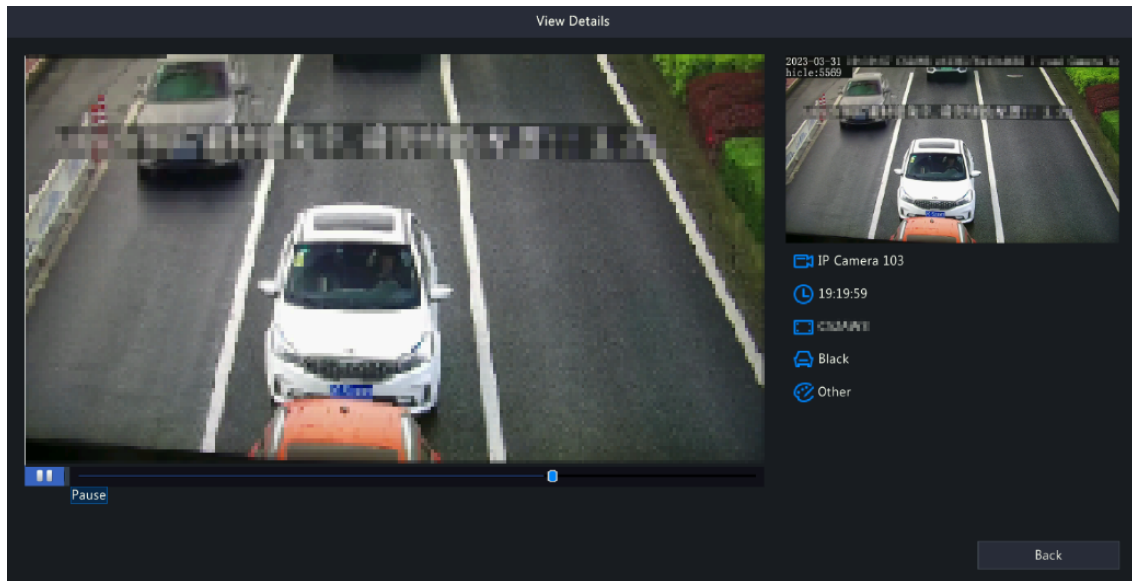 View Details
2023-03-31
hicle:5569
IP Camera 103
19:19:59
Black
Other
Pause
Back